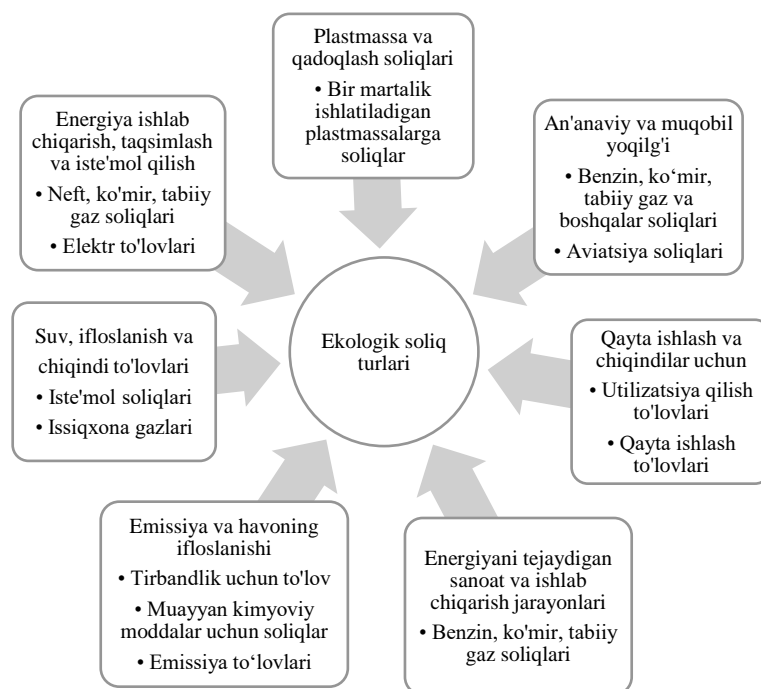 Plastmassa va
qadoqlash soliqlari
• Bir martalik
ishlatiladigan
plastmassalarga
soliqlar
An'anaviy va muqobil
yoqilg'i
• Benzin, ko‘mir,
tabiiy gaz va
boshqalar soliqlari
• Aviatsiya soliqlari
Qayta ishlash va
chiqindilar uchun
• Utilizatsiya qilish
to'lovlari
• Qayta ishlash
to'lovlari
Energiyani tejaydigan
sanoat va ishlab
chiqarish jarayonlari
• Benzin, ko'mir, tabiiy
gaz soliqlari
Emissiya va havoning
ifloslanishi
• Tirbandlik uchun to'lov
• Muayyan kimyoviy
moddalar uchun soliqlar
• Emissiya to‘lovlari
Suv, ifloslanish va
chiqindi to'lovlari
• Iste'mol soliqlari
• Issiqxona gazlari
Energiya ishlab
chiqarish, taqsimlash
va iste'mol qilish
• Neft, ko'mir, tabiiy
gaz soliqlari
• Elektr to'lovlari
Ekologik soliq
turlari